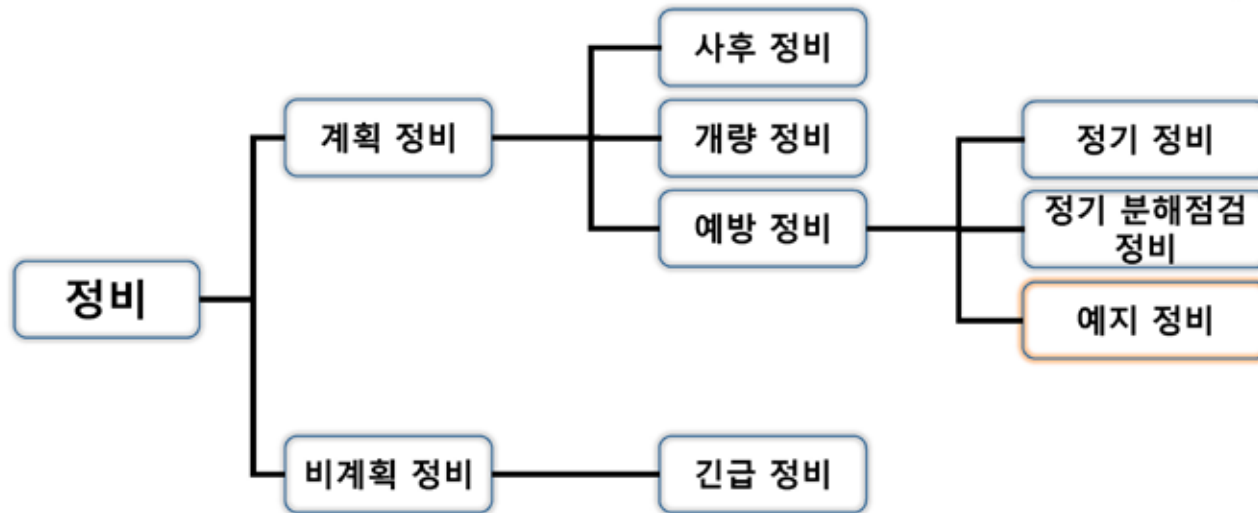 사후 정비
계획 정비
개량 정비
정기 정비
예방 정비
정기 분해점검
정비
정비
예지 정비
비계획 정비
긴급 정비